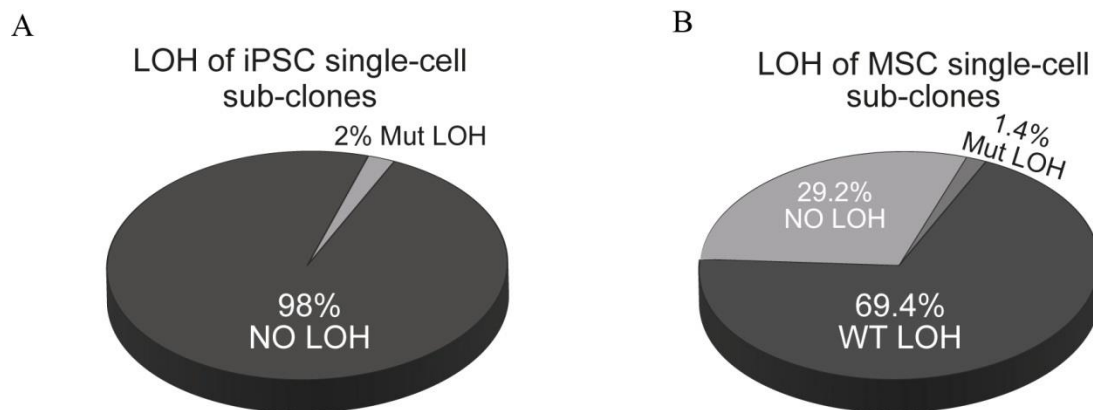 A
LOH of iPSC single-cell
sub-clones
2% Mut LOH
98%
NO LOH
B
LOH of MSC single-cell
sub-clones
1.4%
Mut LOH
29.2%
NO LOH
69.4%
WT LOH